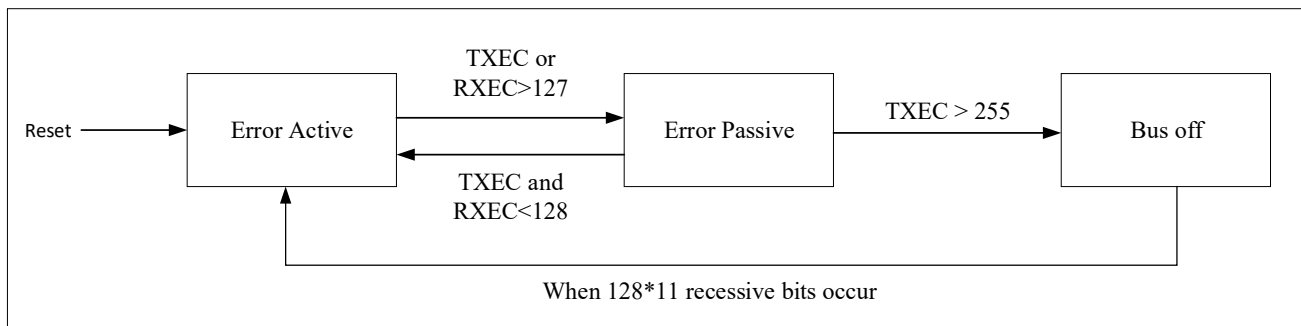 Reset
Error Active
TXEC or
RXEC>127
TXEC and
RXEC<128
Error Passive
TXEC > 255
Bus off
When 128*11 recessive bits occur